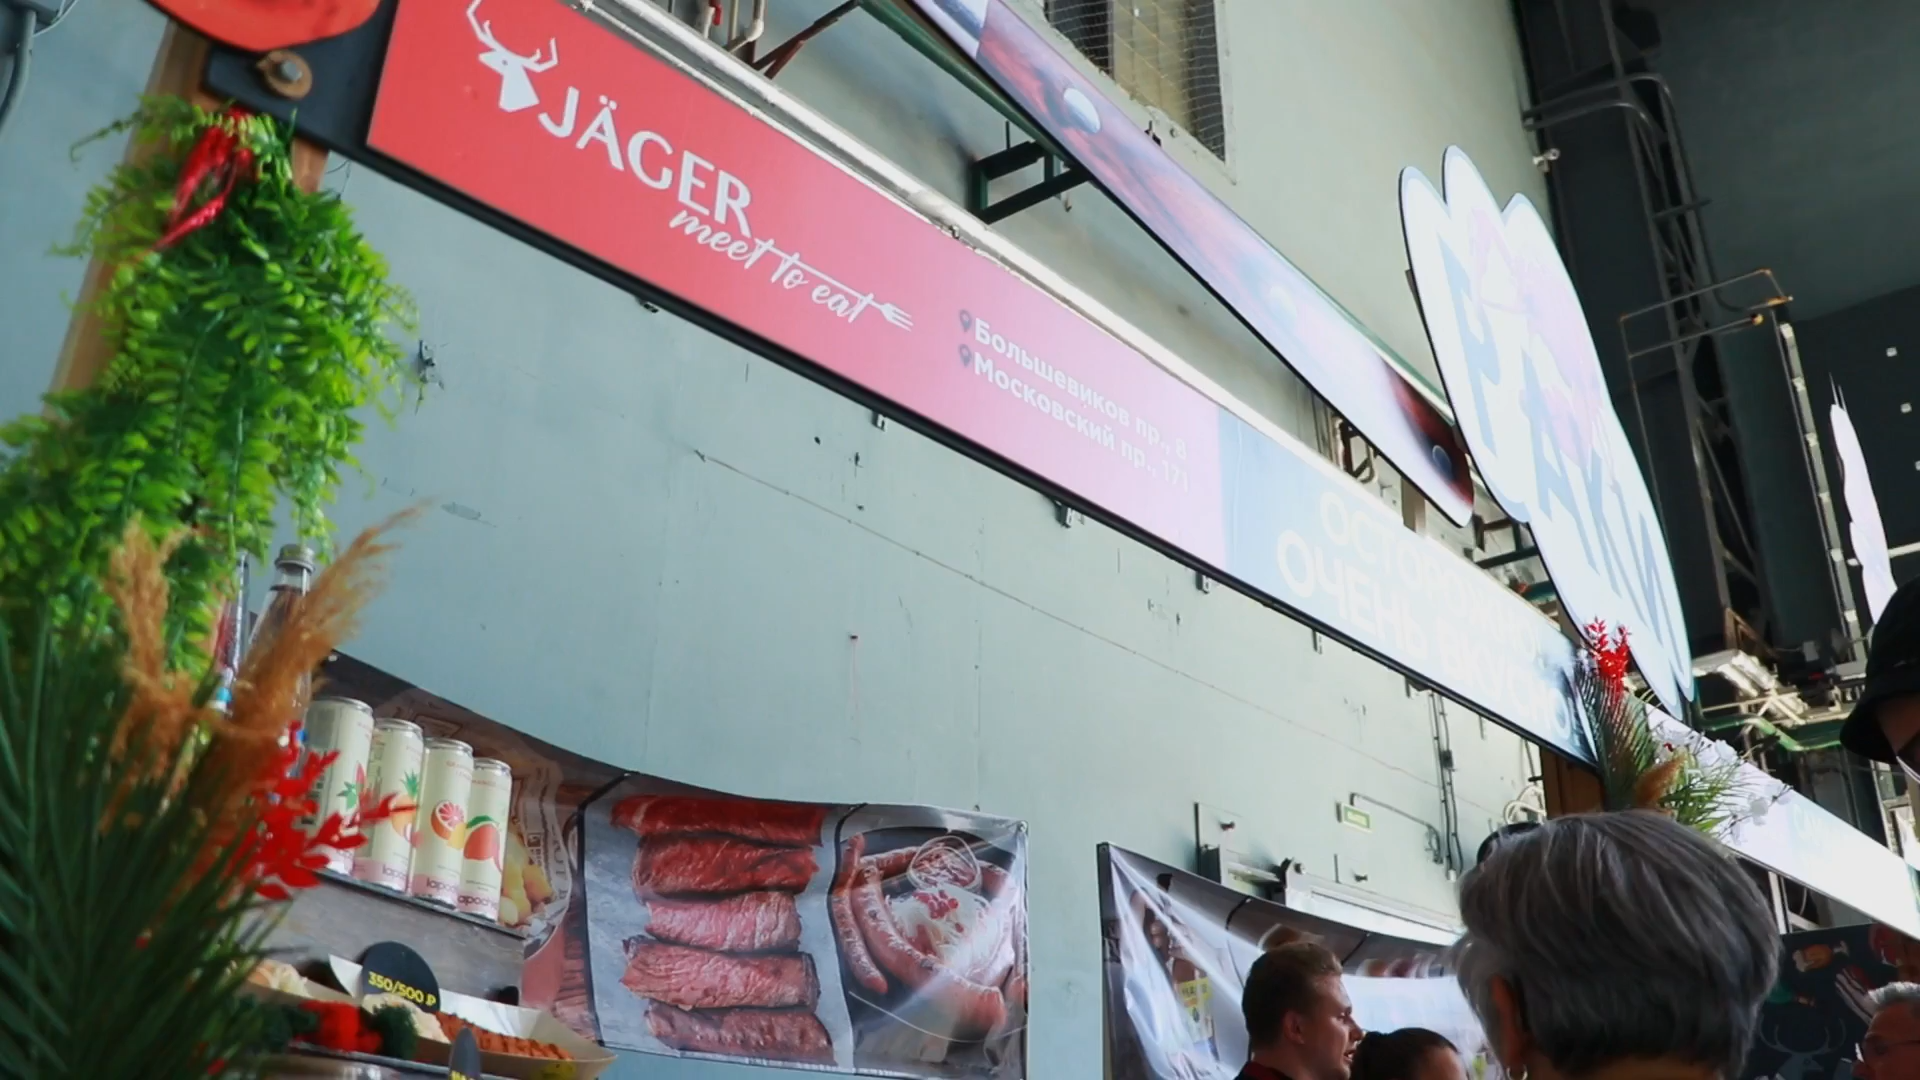 JÄGER
meet to eat
Большевиков пр., 8
Московский пр., 171
ОСТОРОЖНО
ОЧЕНЬ ВКУСНО
РАКИ
350/500 ₽